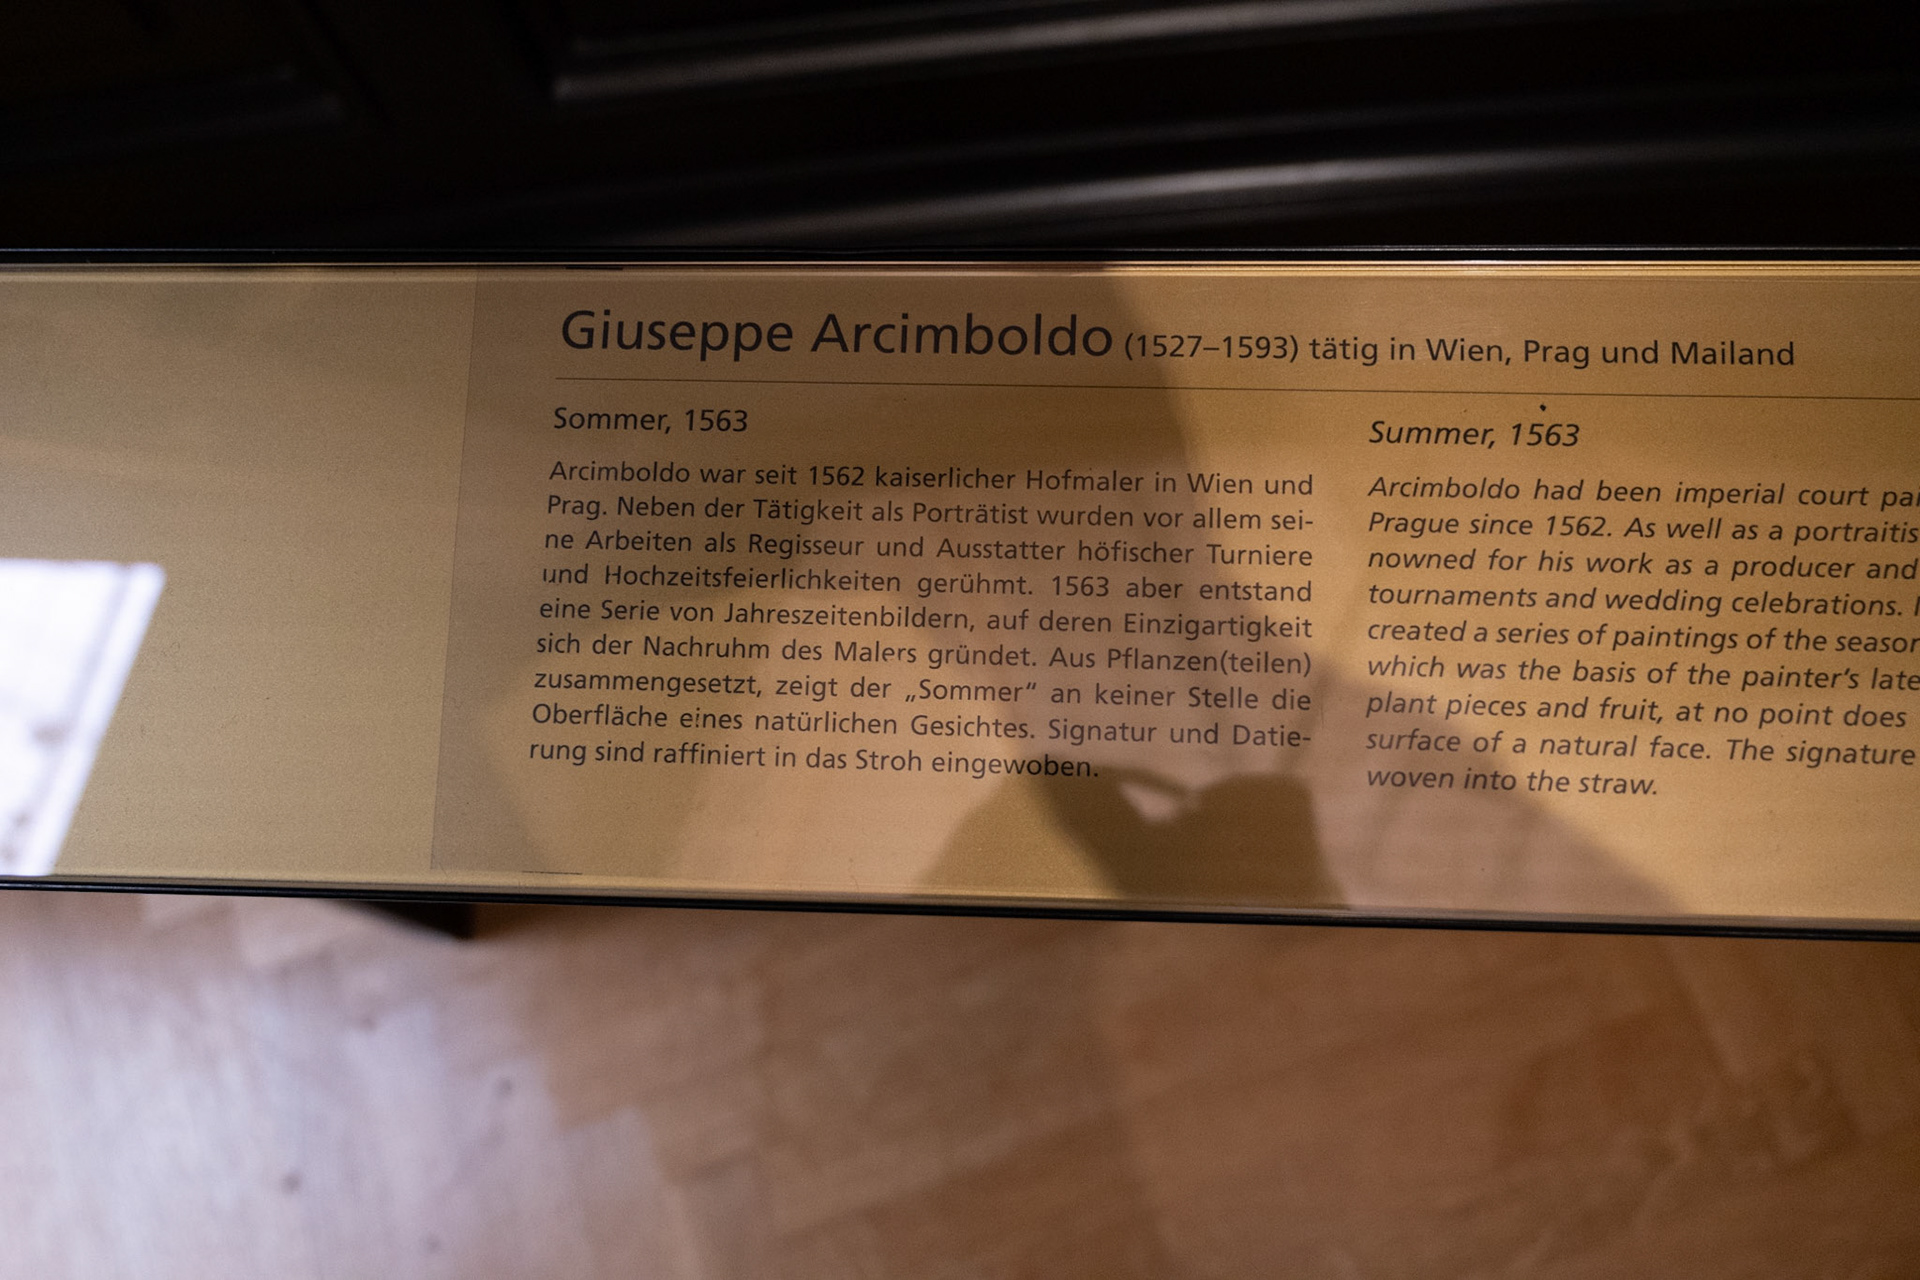 Giuseppe Arcimboldo (1527–1593) tätig in Wien, Prag und Mailand
Sommer, 1563
Arcimboldo war seit 1562 kaiserlicher Hofmaler in Wien und
Prag. Neben der Tätigkeit als Porträtist wurden vor allem sei-
ne Arbeiten als Regisseur und Ausstatter höfischer Turniere
und Hochzeitsfeierlichkeiten gerühmt. 1563 aber entstand
eine Serie von Jahreszeitenbildern, auf deren Einzigartigkeit
sich der Nachruhm des Malers gründet. Aus Pflanzen(teilen)
zusammengesetzt, zeigt der „Sommer“ an keiner Stelle die
Oberfläche eines natürlichen Gesichtes. Signatur und Datie-
rung sind raffiniert in das Stroh eingewoben.
Summer, 1563
Arcimboldo had been imperial court
Prague since 1562. As well as a
nowned for his work as a producer and
tournaments and wedding celebrations.
created a series of paintings of the
which was the basis of the painter’s
plant pieces and fruit, at no point does
surface of a natural face. The signature
woven into the straw.